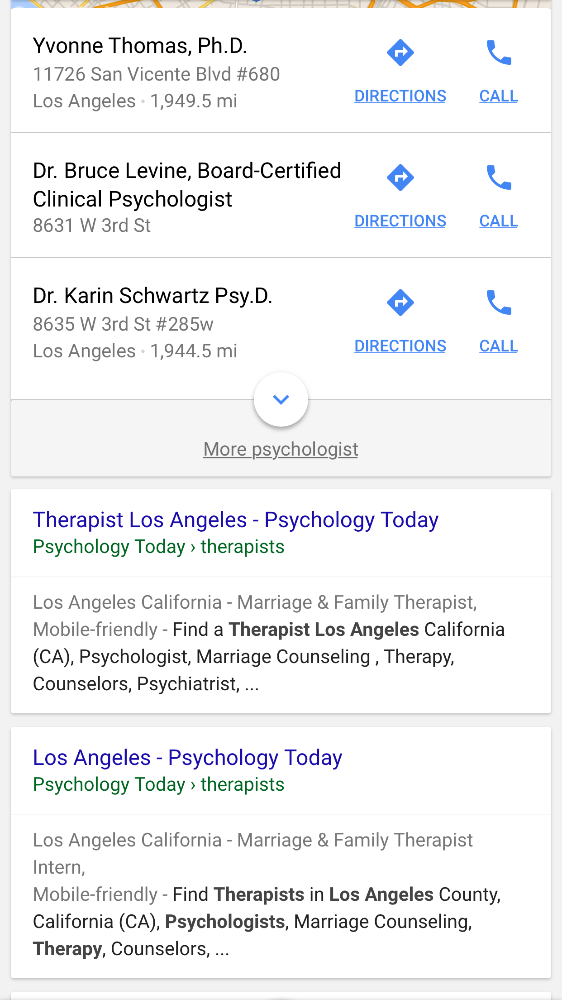 Yvonne Thomas, Ph.D.
11726 San Vicente Blvd #680
Los Angeles · 1,949.5 mi
DIRECTIONS
CALL
Dr. Bruce Levine, Board-Certified
Clinical Psychologist
8631 W 3rd St
DIRECTIONS
CALL
Dr. Karin Schwartz Psy.D.
8635 W 3rd St #285w
Los Angeles · 1,944.5 mi
DIRECTIONS
CALL
More psychologist
Therapist Los Angeles - Psychology Today
Psychology Today › therapists
Los Angeles California - Marriage & Family Therapist,
Mobile-friendly - Find a Therapist Los Angeles California
(CA), Psychologist, Marriage Counseling , Therapy,
Counselors, Psychiatrist, ...
Los Angeles - Psychology Today
Psychology Today › therapists
Los Angeles California - Marriage & Family Therapist
Intern,
Mobile-friendly - Find Therapists in Los Angeles County,
California (CA), Psychologists, Marriage Counseling,
Therapy, Counselors, ...